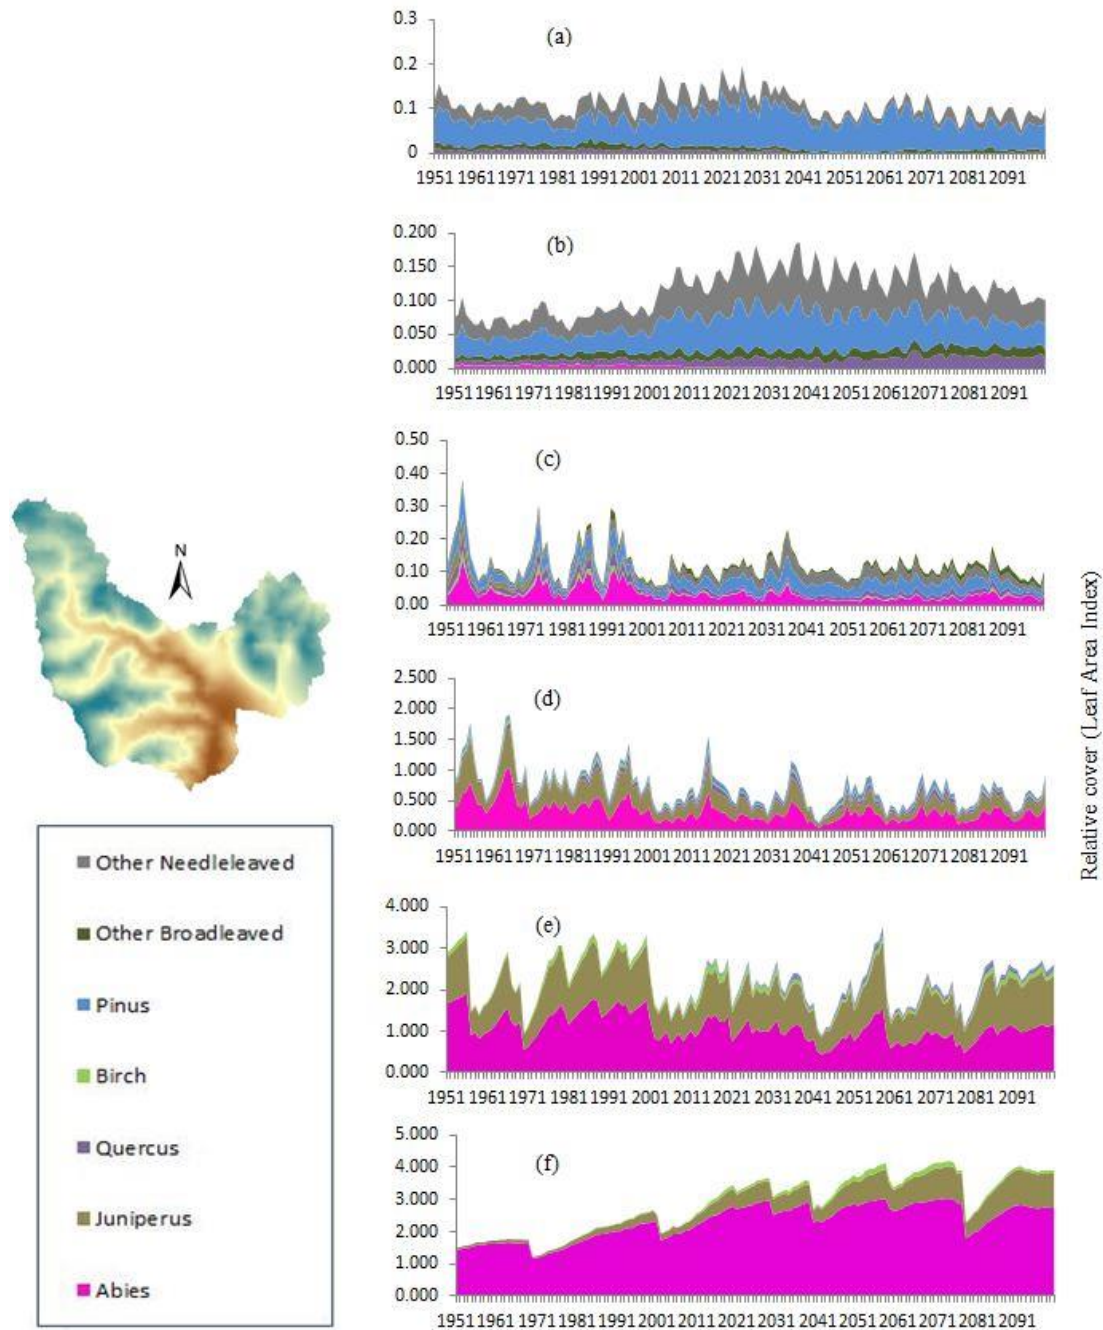 0.3
(a)
0.2
0.1
0
1951 1961 1971 1981 1991 2001 2011 2021 2031 2041 2051 2061 2071 2081 2091
0.200
(b)
0.150
0.100
0.050
0.000
1951 1961 1971 1981 1991 2001 2011 2021 2031 2041 2051 2061 2071 2081 2091
0.50
(c)
0.40
0.30
0.20
0.10
0.00
1951 1961 1971 1981 1991 2001 2011 2021 2031 2041 2051 2061 2071 2081 2091
N
2.500
(d)
2.000
1.500
1.000
0.500
0.000
1951 1961 1971 1981 1991 2001 2011 2021 2031 2041 2051 2061 2071 2081 2091
Relative cover (Leaf Area Index)
4.000
(e)
3.000
2.000
1.000
0.000
1951 1961 1971 1981 1991 2001 2011 2021 2031 2041 2051 2061 2071 2081 2091
5.000
(f)
4.000
3.000
2.000
1.000
0.000
1951 1961 1971 1981 1991 2001 2011 2021 2031 2041 2051 2061 2071 2081 2091
Other Needleleaved
Other Broadleaved
Pinus
Birch
Quercus
Juniperus
Abies